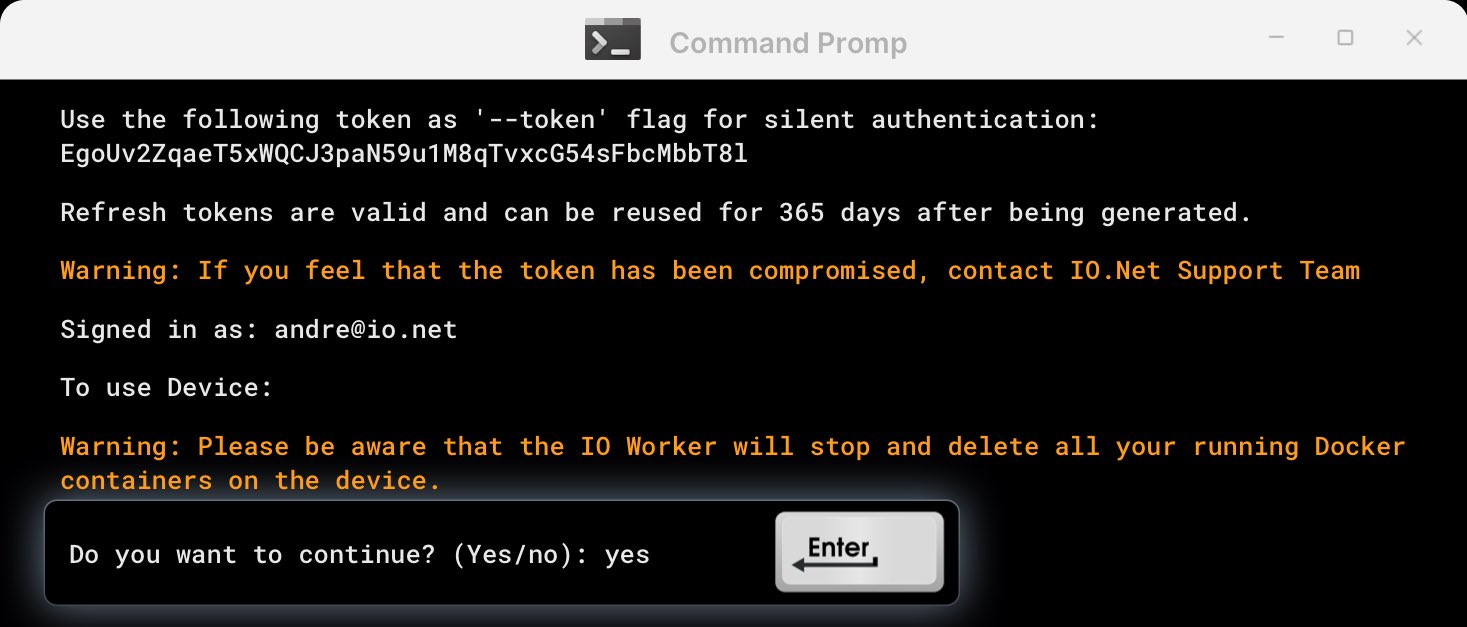 Command Promp
Use the following token as '--token' flag for silent authentication:
EgoUv2ZqaeT5xWQCJ3paN59u1M8qTvxcG54sFbcMbbT8l
Refresh tokens are valid and can be reused for 365 days after being generated.
Warning: If you feel that the token has been compromised, contact IO.Net Support Team
Signed in as: andre@io.net
To use Device:
Warning: Please be aware that the IO Worker will stop and delete all your running Docker
containers on the device.
Do you want to continue? (Yes/no): yes
Enter